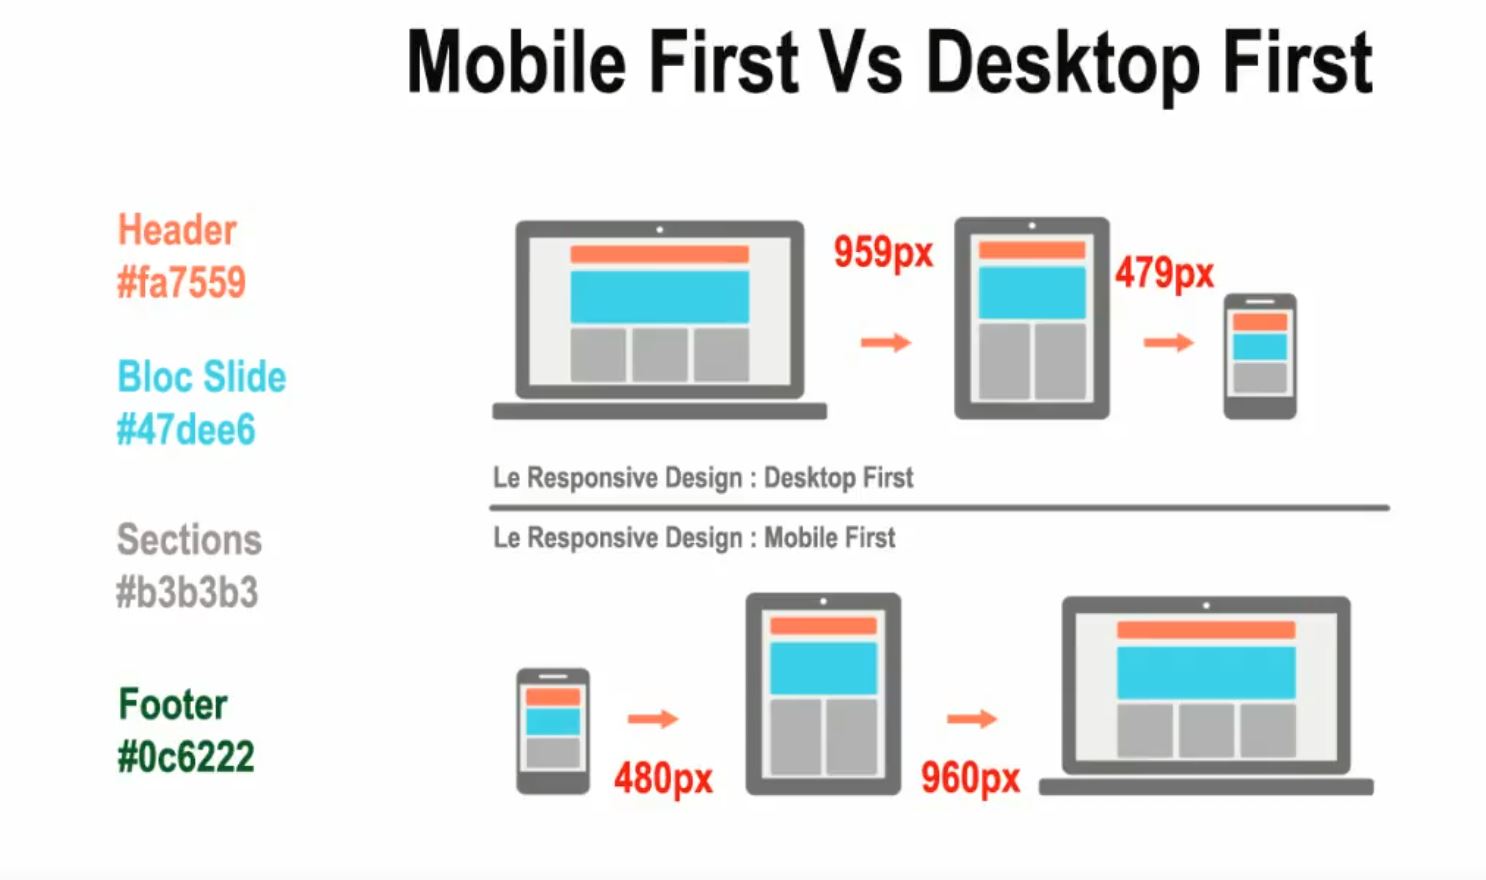 Mobile First Vs Desktop First
Header
#fa7559
Bloc Slide
#47dee6
Sections
#b3b3b3
Footer
#0c6222
959px
479px
Le Responsive Design : Desktop First
Le Responsive Design : Mobile First
480px
960px